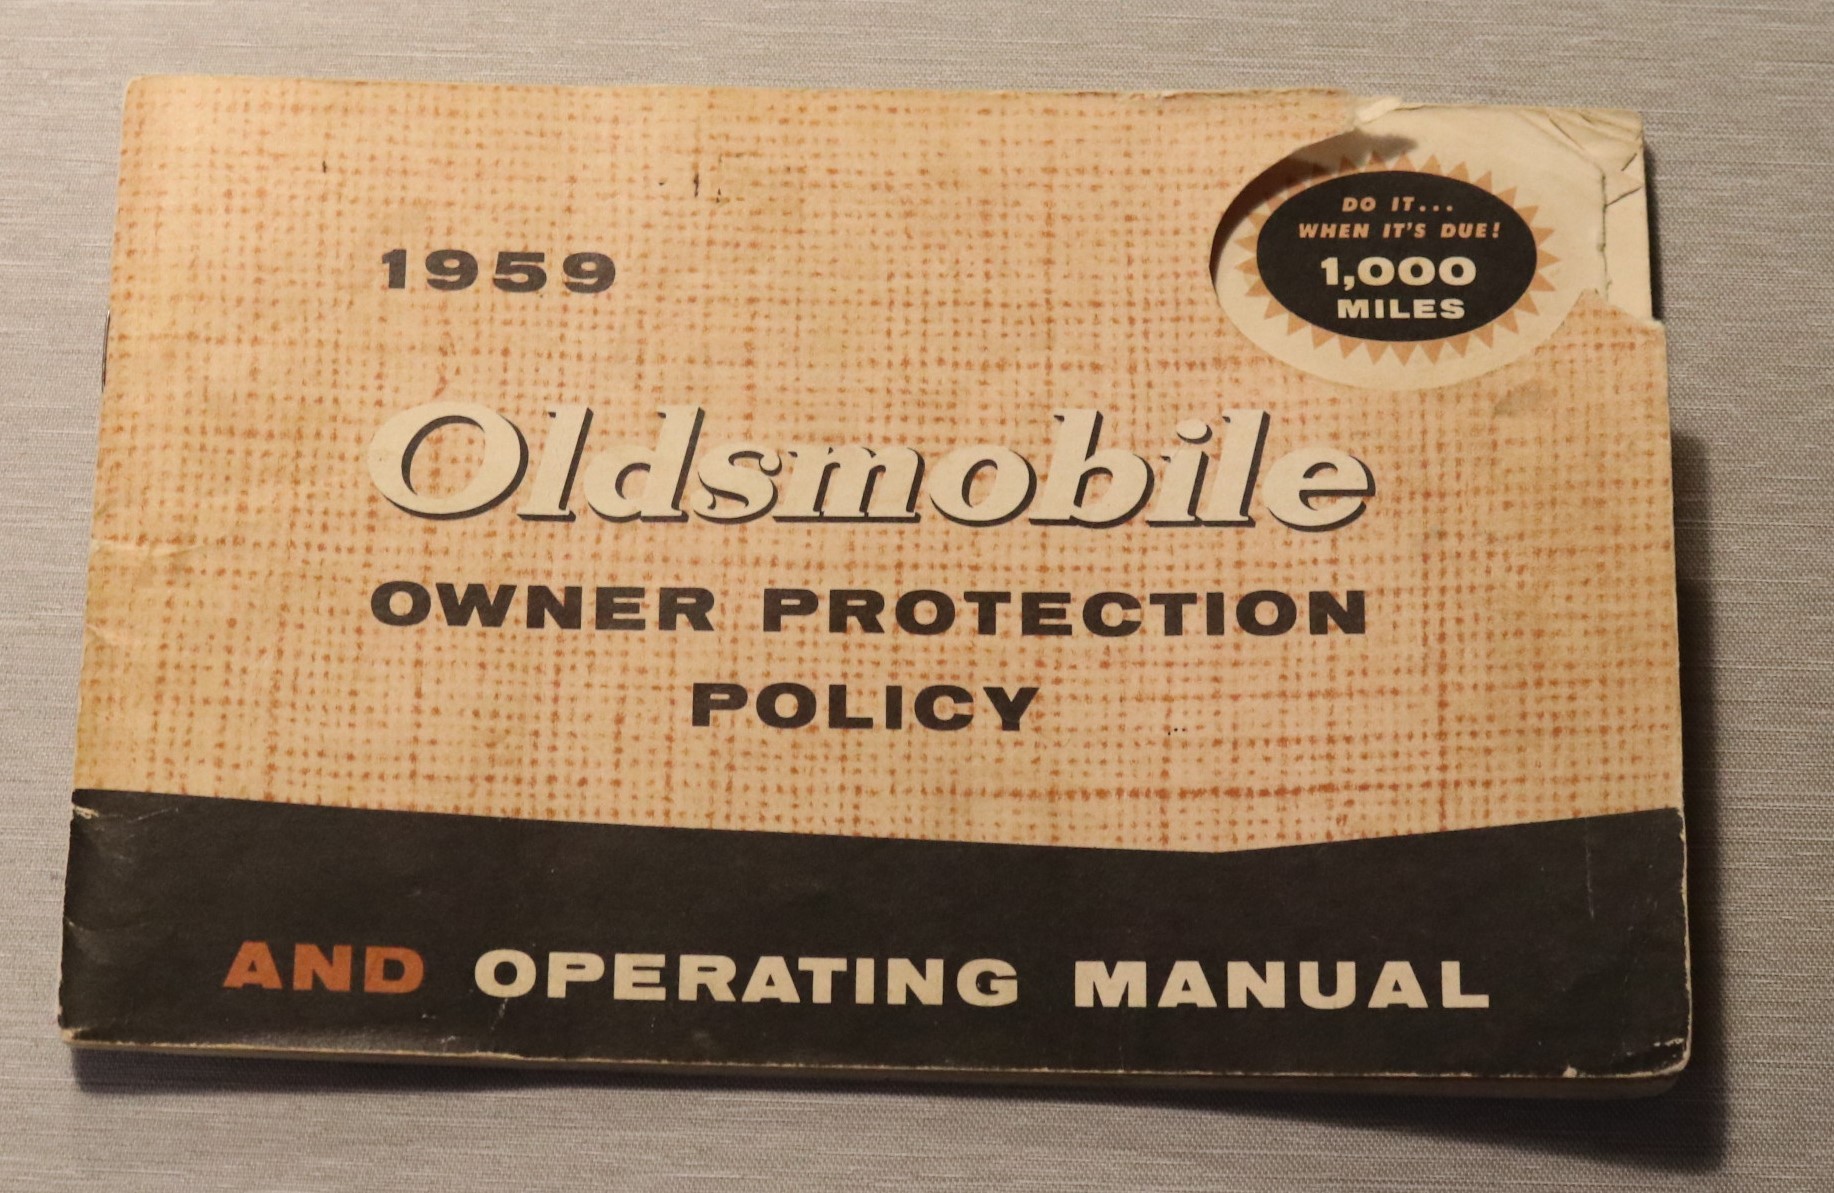 DO IT...
WHEN IT'S DUE!
1,000
MILES
1959
Oldsmobile
OWNER PROTECTION
POLICY
AND OPERATING MANUAL